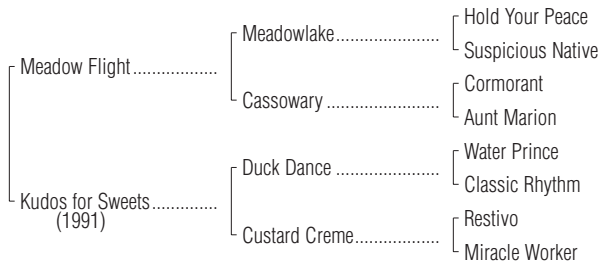 Hold Your Peace
Meadowlake
Suspicious Native
Meadow Flight
Cormorant
Cassowary
Aunt Marion
Water Prince
Duck Dance
Classic Rhythm
Kudos for Sweets
(1991)
Restivo
Custard Creme
Miracle Worker